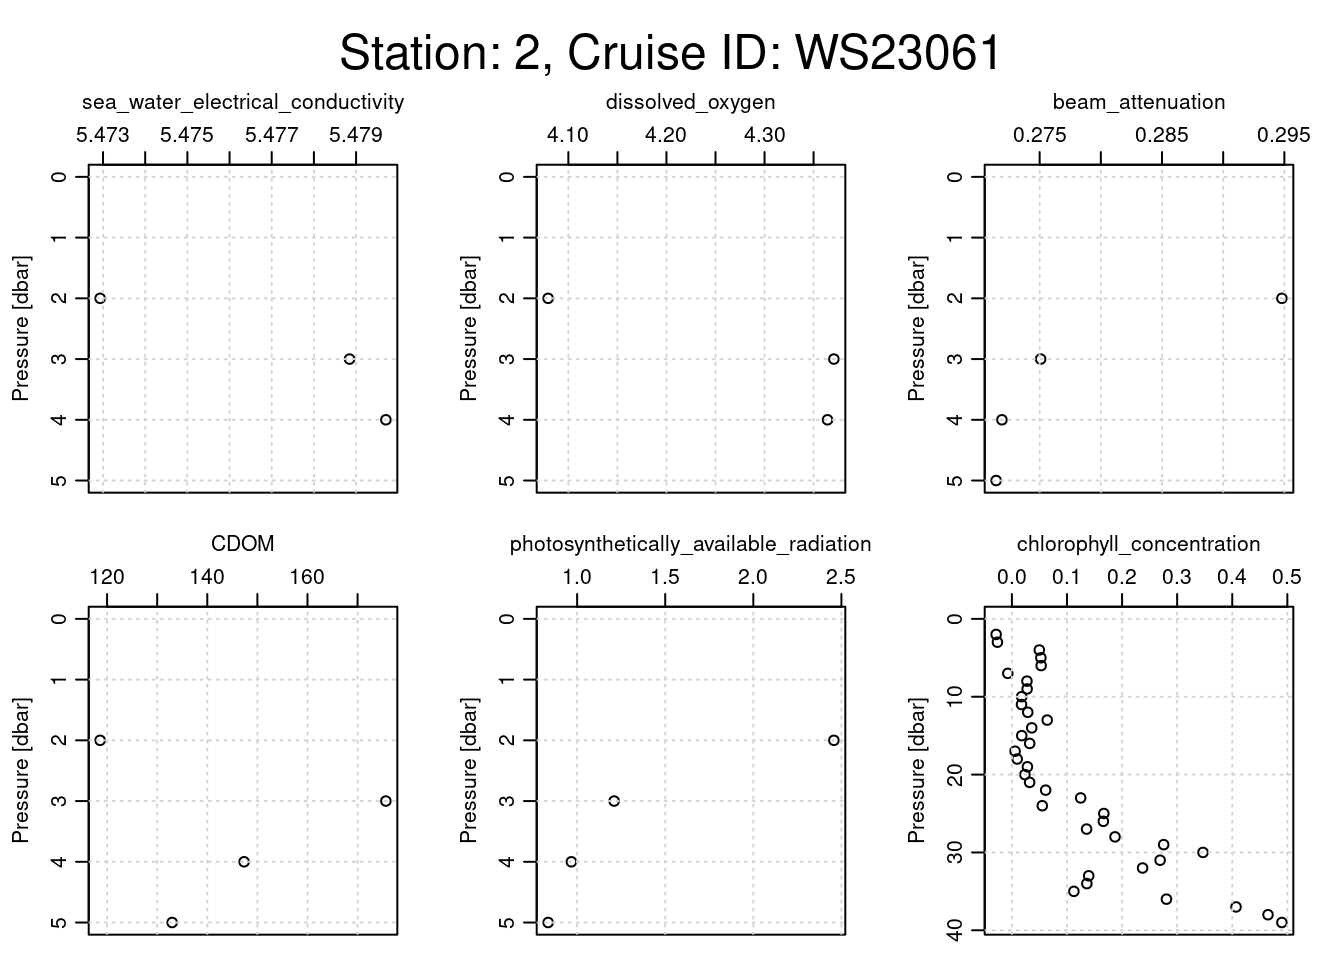 Station: 2, Cruise ID: WS23061
sea_water_electrical_conductivity
5.473 5.475 5.477 5.479
Pressure [dbar]
0
1
2
3
4
5
dissolved_oxygen
4.10 4.20 4.30
Pressure [dbar]
0
1
2
3
4
5
beam_attenuation
0.275 0.285 0.295
Pressure [dbar]
0
1
2
3
4
5
CDOM
120 140 160
Pressure [dbar]
0
1
2
3
4
5
photosynthetically_available_radiation
1.0 1.5 2.0 2.5
Pressure [dbar]
0
1
2
3
4
5
chlorophyll_concentration
0.0 0.1 0.2 0.3 0.4 0.5
Pressure [dbar]
0
10
20
30
40